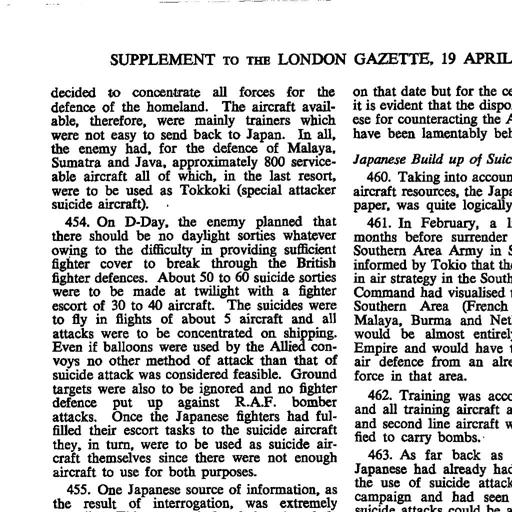 SUPPLEMENT TO THE LONDON GAZETTE, 19 APRIL
decided to concentrate all forces for the
defence of the homeland. The aircraft avail-
able, therefore, were mainly trainers which
were not easy to send back to Japan. In all,
the enemy had, for the defence of Malaya,
Sumatra and Java, approximately 800 service-
able aircraft all of which, in the last resort,
were to be used as Tokkoki (special attacker
suicide aircraft).
454. On D-Day, the enemy planned that
there should be no daylight sorties whatever
owing to the difficulty in providing sufficient
fighter cover to break through the British
fighter defences. About 50 to 60 suicide sorties
were to be made at twilight with a fighter
escort of 30 to 40 aircraft. The suicides were
to fly in flights of about 5 aircraft and all
attacks were to be concentrated on shipping.
Even if balloons were used by the Allied con-
voys no other method of attack than that of
suicide attack was considered feasible. Ground
targets were also to be ignored and no fighter
defence put up against R.A.F. bomber
attacks. Once the Japanese fighters had ful-
filled their escort tasks to the suicide aircraft
they, in turn, were to be used as suicide air-
craft themselves since there were not enough
aircraft to use for both purposes.
455. One Japanese source of information, as
the result of interrogation, was extremely
on that date but for the ce
it is evident that the dispo
ese for counteracting the A
have been lamentably beh
Japanese Build up of Suic
460. Taking into accoun
aircraft resources, the Japa
paper, was quite logically
461. In February, a l
months before surrender
Southern Area Army in S
informed by Tokio that the
in air strategy in the South
Command had visualised t
Southern Area (French
Malaya, Burma and Net
would be almost entirely
Empire and would have t
air defence from an alre
force in that area.
462. Training was acco
and all training aircraft a
and second line aircraft w
fied to carry bombs.
463. As far back as
Japanese had already had
the use of suicide attack
campaign and had seen
suicide attacks could be a